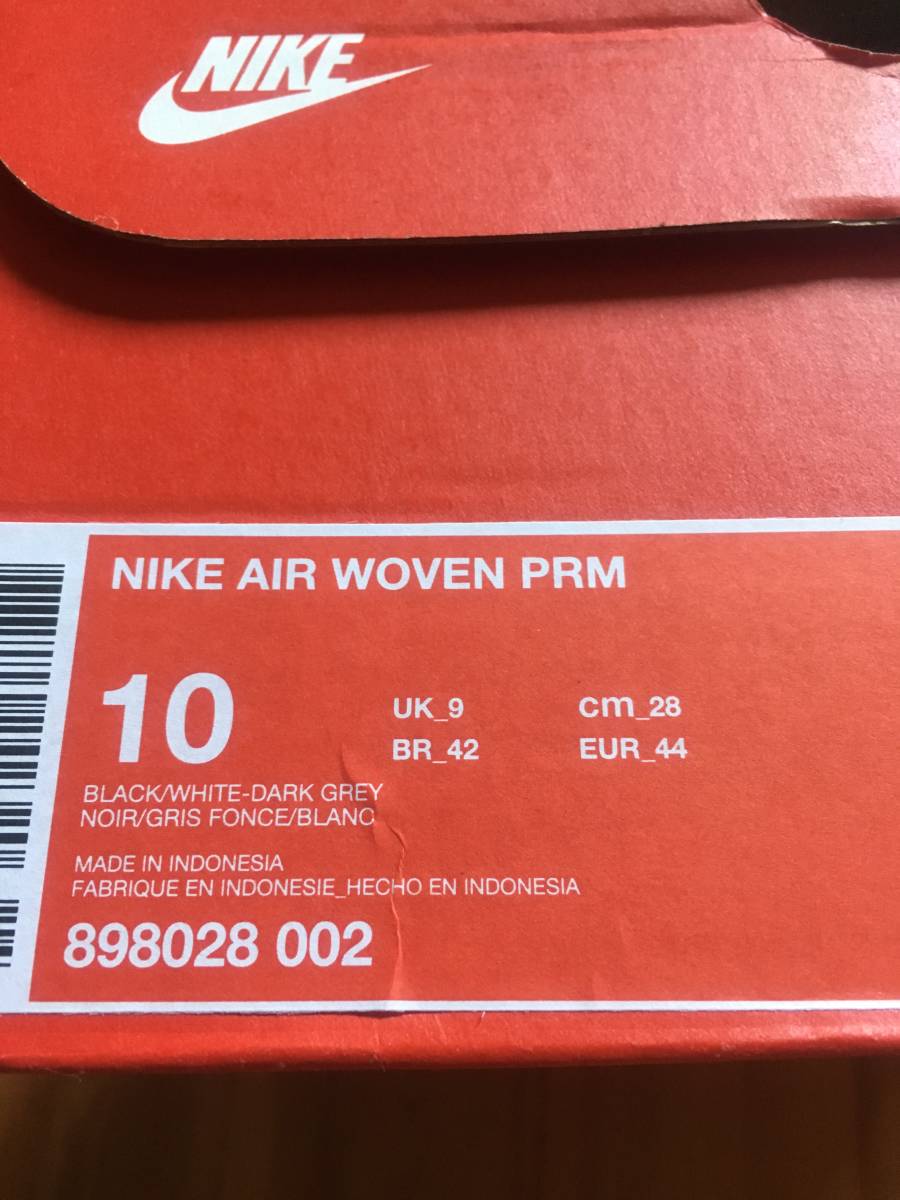 NIKE
NIKE AIR WOVEN PRM
10
UK_9 cm_28
BR_42 EUR_44
BLACK/WHITE-DARK GREY
NOIR/GRIS FONCE/BLANC
MADE IN INDONESIA
FABRIQUE EN INDONESIE_HECHO EN INDONESIA
898028 002